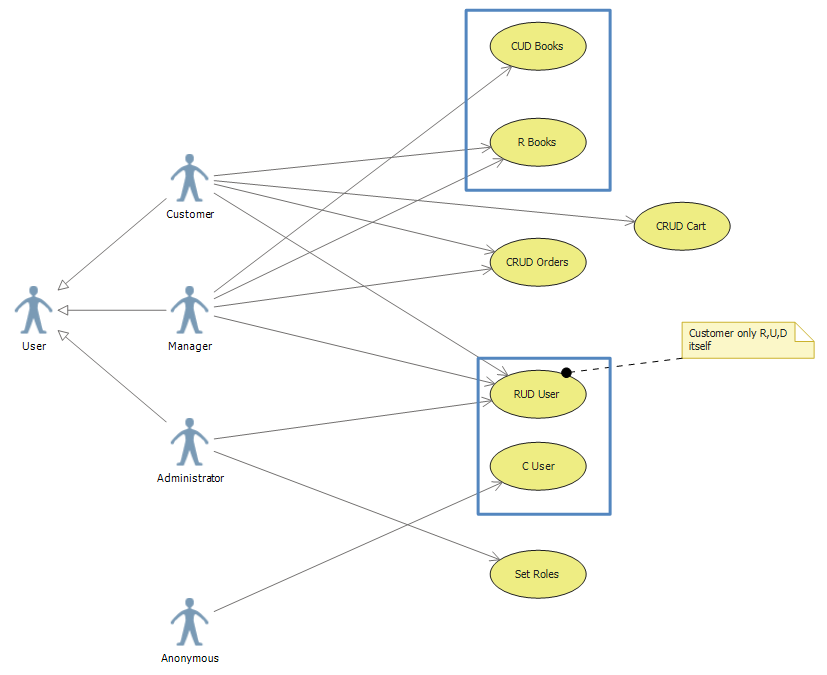 CUD Books
R Books
Customer
CRUD Cart
CRUD Orders
User
Manager
Customer only R,U,D
itself
RUD User
C User
Administrator
Set Roles
Anonymous